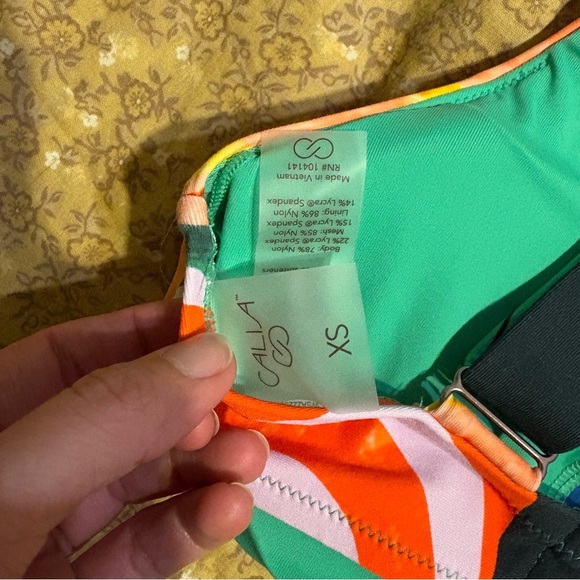 CALIA™
XS
Body: 78% Nylon
22% Lycra® Spandex
Mesh: 85% Nylon
15% Lycra® Spandex
Lining: 86% Nylon
14% Lycra® Spandex
Made in Vietnam
RN# 104141